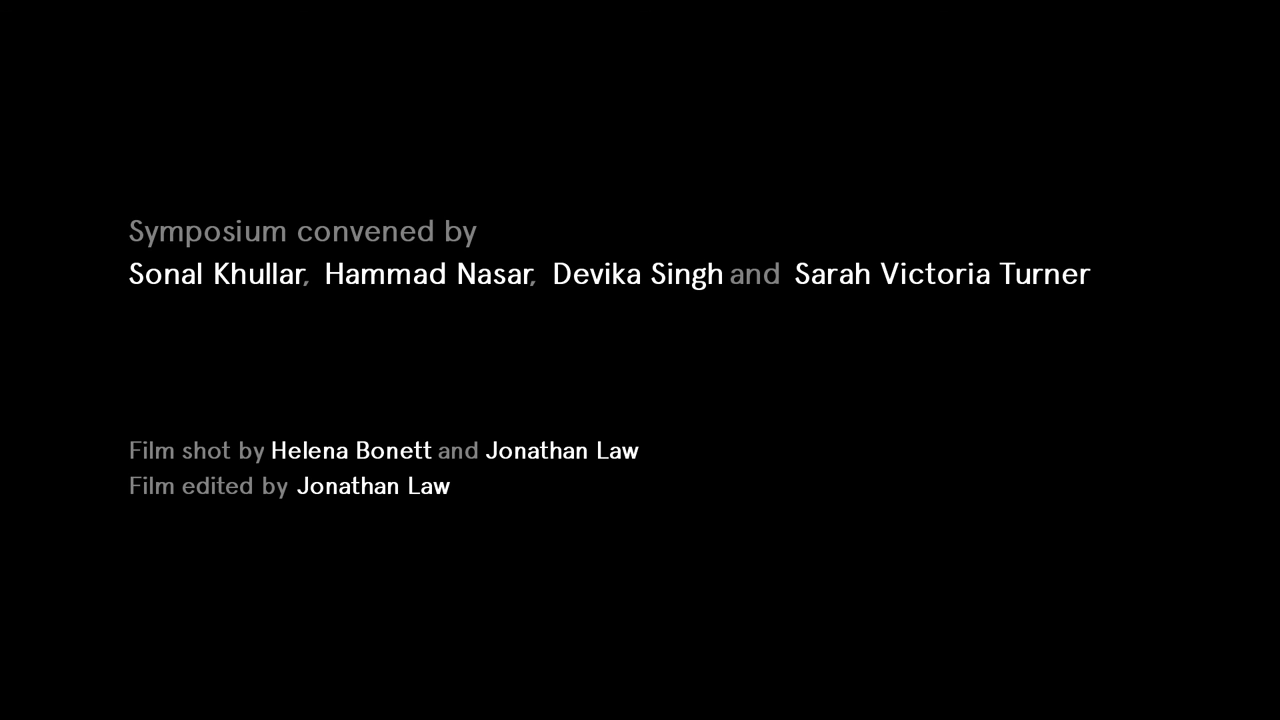 Symposium convened by
Sonal Khullar, Hammad Nasar, Devika Singh and Sarah Victoria Turner
Film shot by Helena Bonett and Jonathan Law
Film edited by Jonathan Law